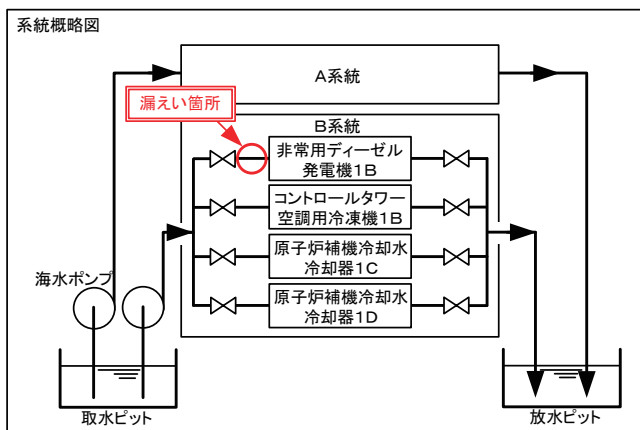 系統概略図
A系統
漏えい箇所
B系統
非常用ディーゼル
発電機1B
コントロールタワー
空調用冷凍機1B
原子炉補機冷却水
冷却器1C
原子炉補機冷却水
冷却器1D
海水ポンプ
取水ピット
放水ピット